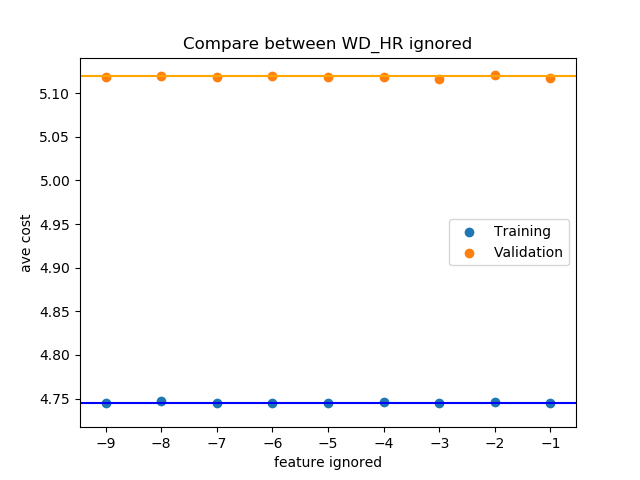 Compare between WD_HR ignored
5.10
5.05
5.00
4.95
4.90
4.85
4.80
4.75
ave cost
Training
Validation
−9 −8 −7 −6 −5 −4 −3 −2 −1
feature ignored